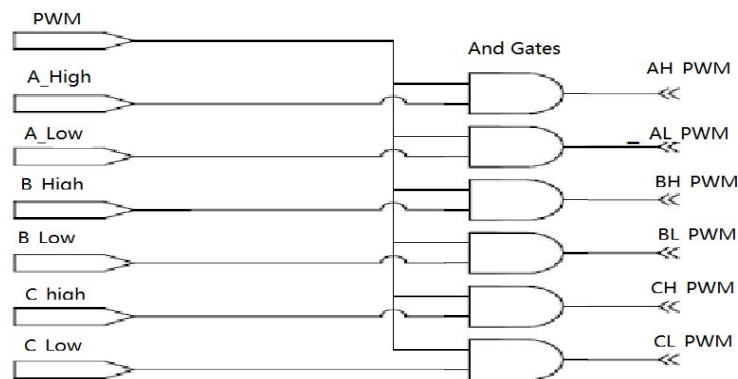 PWM
And Gates
A_High
AH PWM
A_Low
_ AL PWM
B High
BH PWM
B Low
BL PWM
C high
CH PWM
C Low
CL PWM